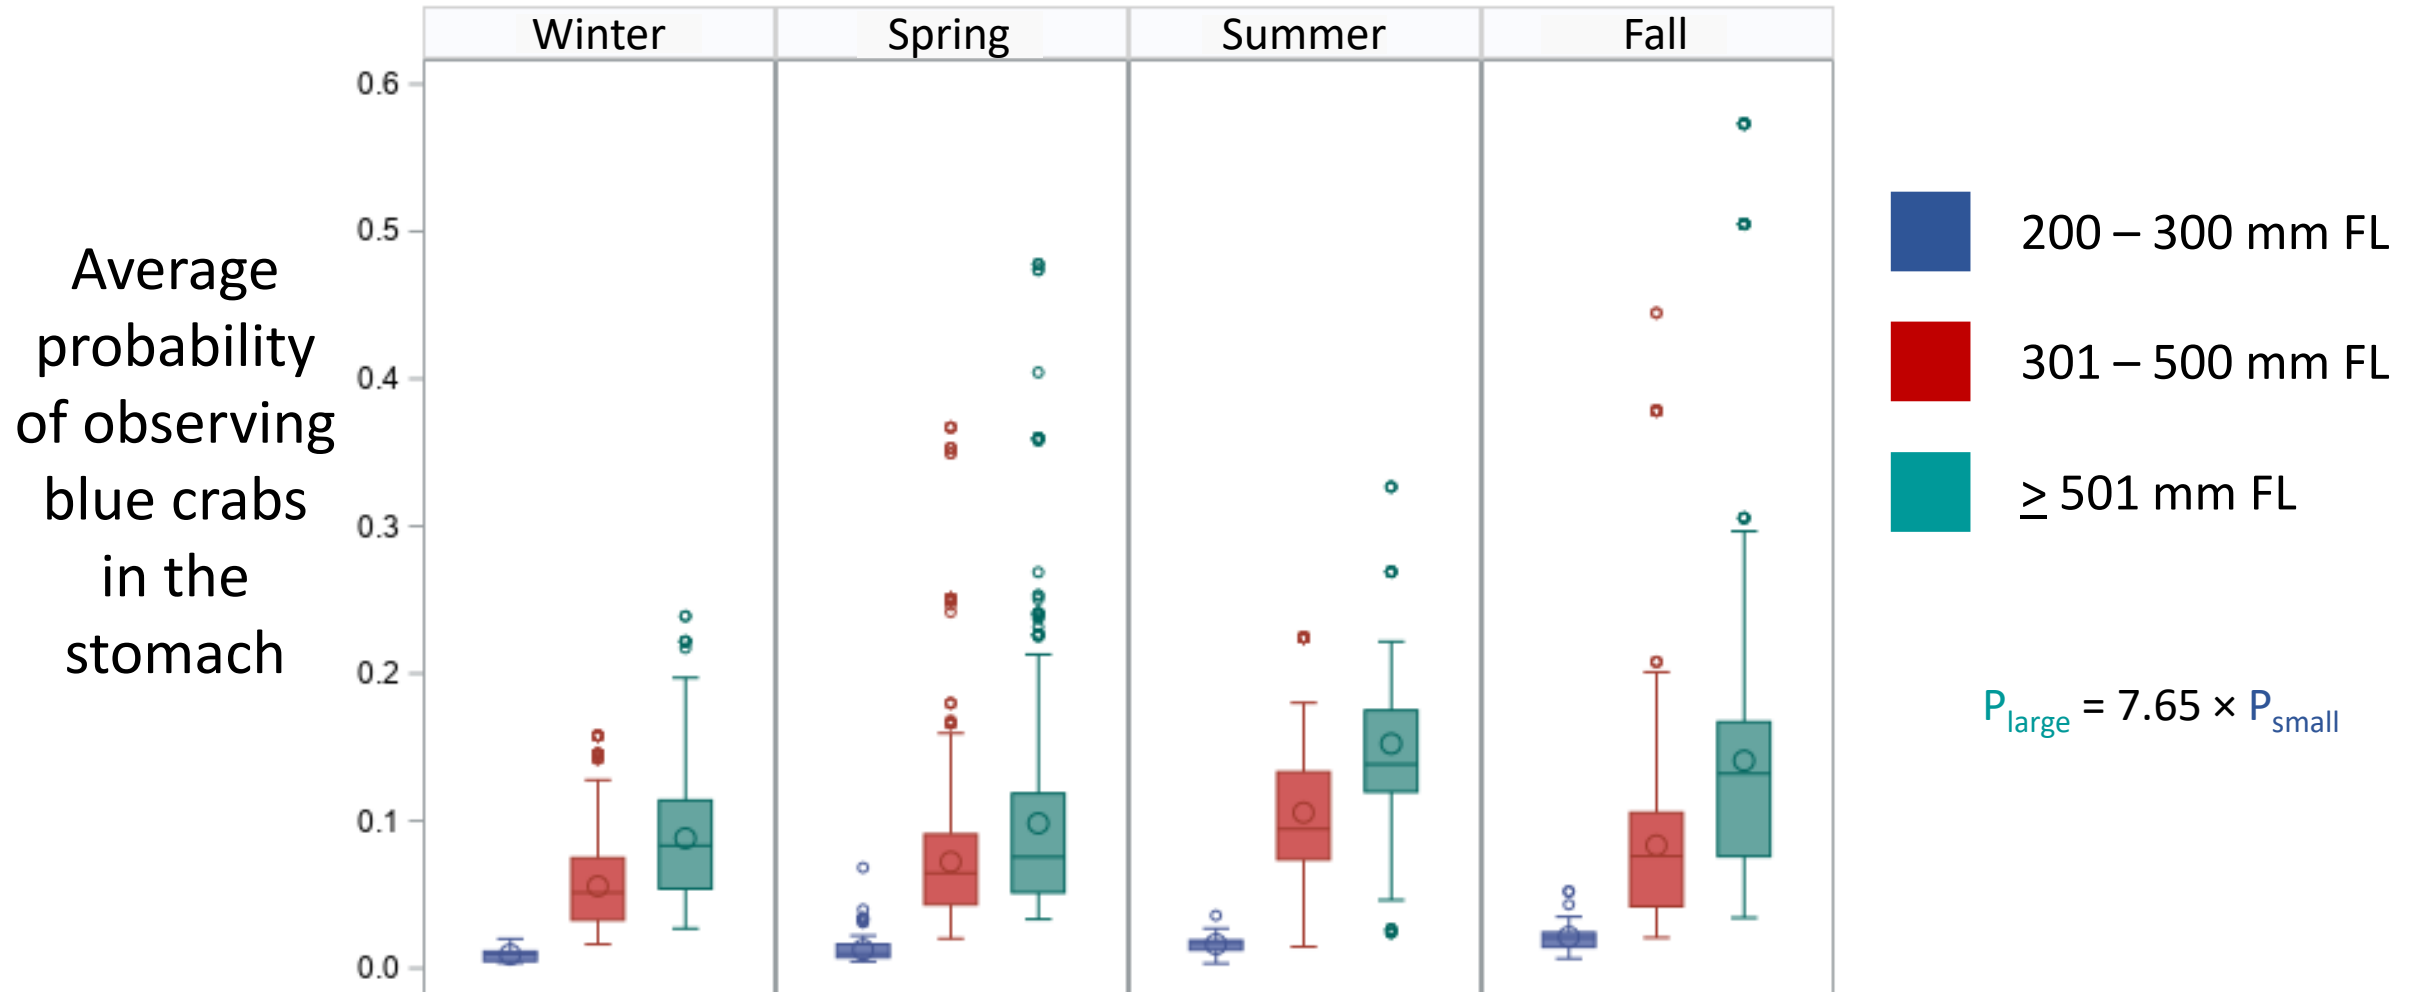 Winter
Spring
Summer
Fall
0.6
0.5
0.4
0.3
0.2
0.1
0.0
Average
probability
of observing
blue crabs
in the
stomach
200 – 300 mm FL
301 – 500 mm FL
≥ 501 mm FL
Plarge = 7.65 × Psmall